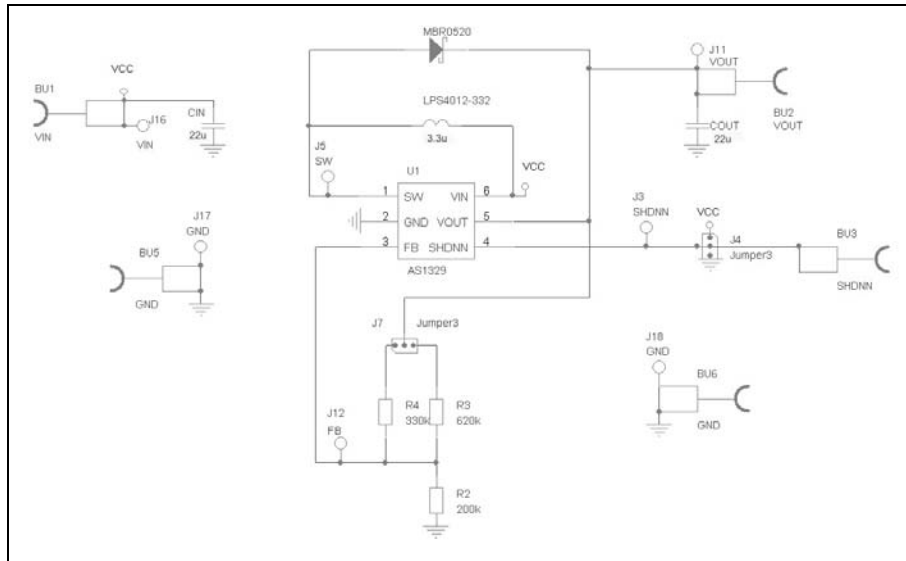 MBR0520
J11
VOUT
BU1
VCC
LPS4012-332
BU2
VOUT
CIN
J16
VIN
VIN
22u
3.3u
COUT
22u
J5
SW
U1
VCC
1 SW VIN 6
2 GND VOUT 5
3 FB SHDNN 4
AS1329
J3
SHDNN
VCC
J4
Jumper3
BU3
SHDNN
J17
GND
BU5
GND
J7 Jumper3
J18
GND
BU6
GND
R4
330k
R3
620k
J12
FB
R2
200k